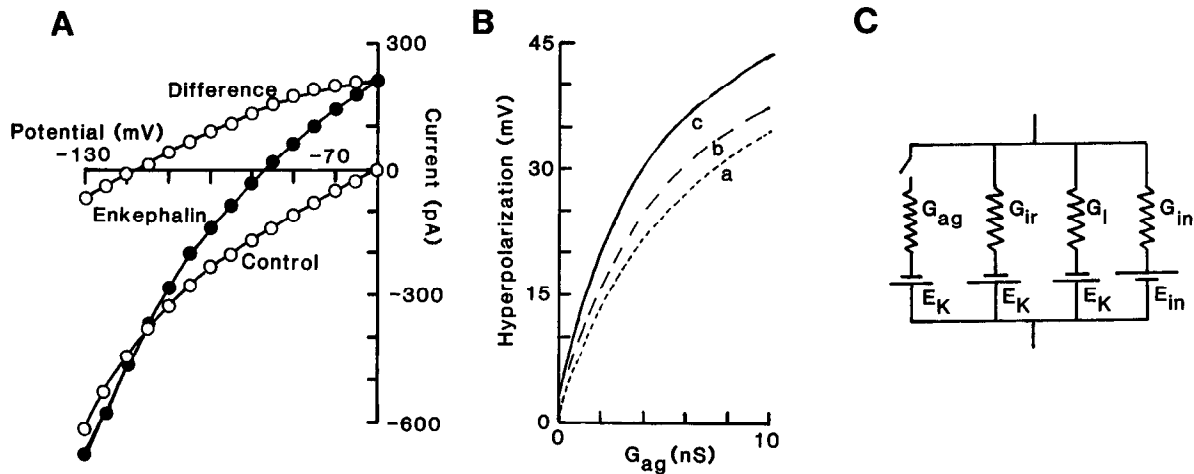 A
300
Difference
Potential (mV)
-130
-70
0
Current (pA)
Enkephalin
Control
-300
-600
B
45
30
15
0
Hyperpolarization (mV)
c
b
a
0
10
Gag (nS)
C
Gag
Gir
Gl
Gin
EK
EK
EK
Ein